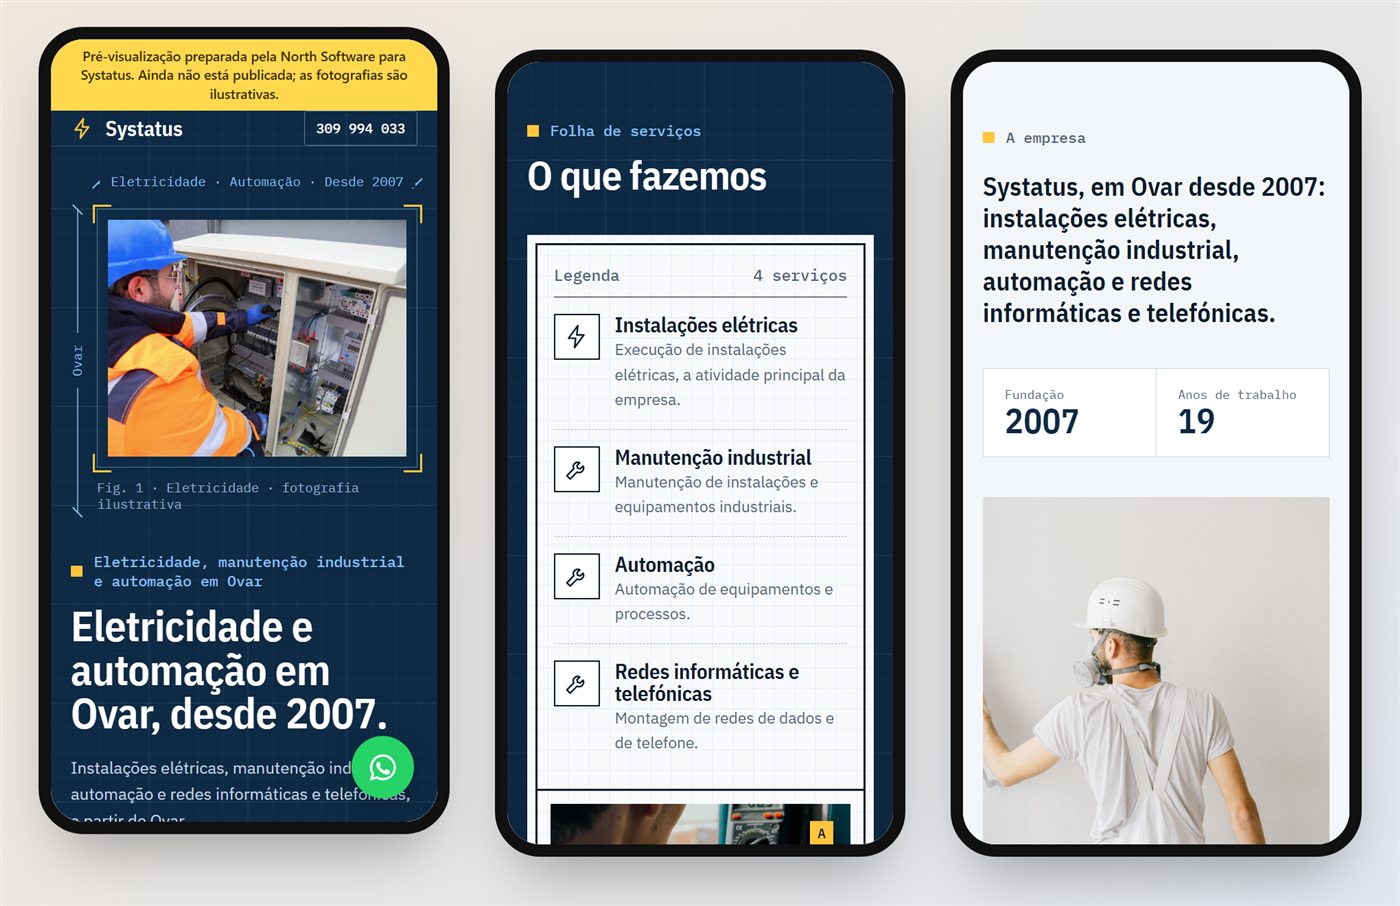 Pré-visualização preparada pela North Software para
Systatus. Ainda não está publicada; as fotografias são
ilustrativas.
Systatus
309 994 033
Eletricidade · Automação · Desde 2007
Ovar
Fig. 1 · Eletricidade · fotografia
ilustrativa
Eletricidade, manutenção industrial
e automação em Ovar
Eletricidade e
automação em
Ovar, desde 2007.
Instalações elétricas, manutenção
automação e redes informáticas e telefónicas,
a partir de Ovar
Folha de serviços
O que fazemos
Legenda
4 serviços
Instalações elétricas
Execução de instalações
elétricas, a atividade principal da
empresa.
Manutenção industrial
Manutenção de instalações e
equipamentos industriais.
Automação
Automação de equipamentos e
processos.
Redes informáticas e
telefónicas
Montagem de redes de dados e
de telefone.
A
A empresa
Systatus, em Ovar desde 2007:
instalações elétricas,
manutenção industrial,
automação e redes
informáticas e telefónicas.
Fundação
2007
Anos de trabalho
19